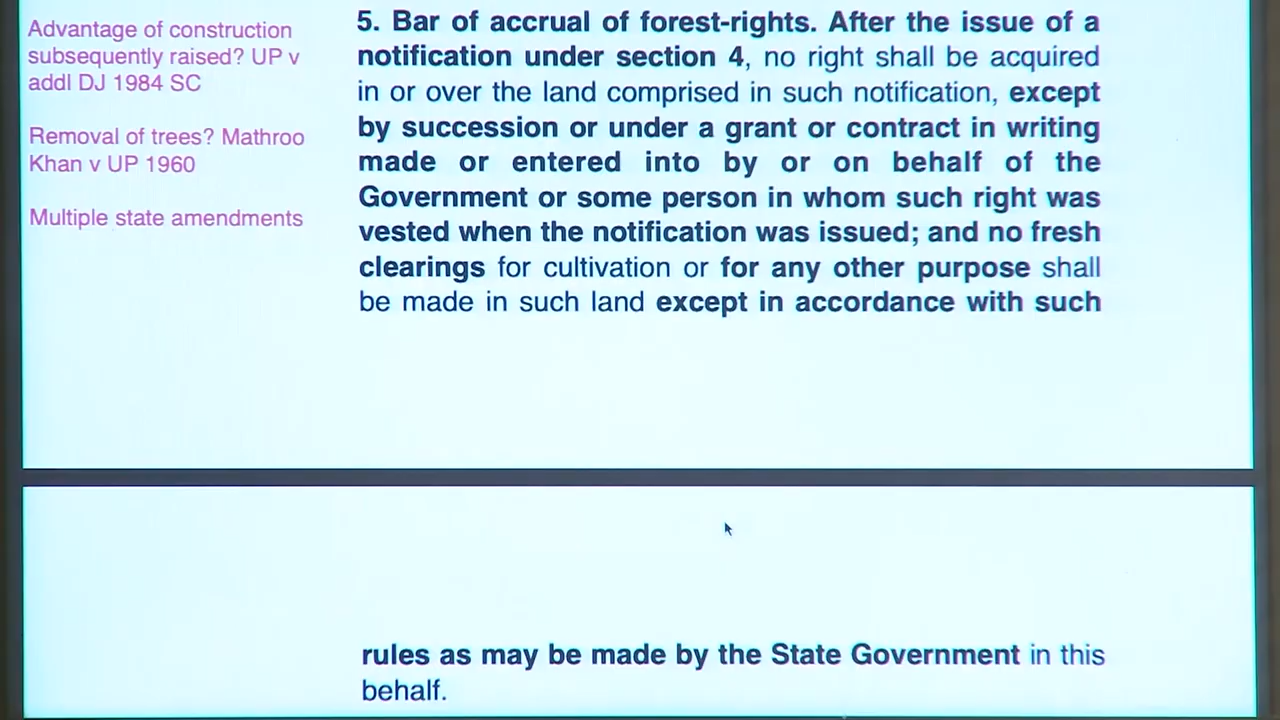 Advantage of construction
subsequently raised? UP v
addl DJ 1984 SC
Removal of trees? Mathroo
Khan v UP 1960
Multiple state amendments
5. Bar of accrual of forest-rights. After the issue of a
notification under section 4, no right shall be acquired
in or over the land comprised in such notification, except
by succession or under a grant or contract in writing
made or entered into by or on behalf of the
Government or some person in whom such right was
vested when the notification was issued; and no fresh
clearings for cultivation or for any other purpose shall
be made in such land except in accordance with such
rules as may be made by the State Government in this
behalf.